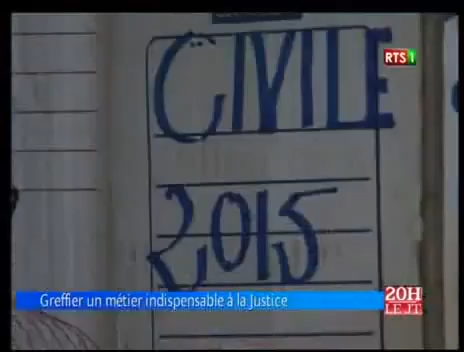 CIVILE
RTS1
2015
Greffier un métier indispensable à la Justice
20H
LE JT